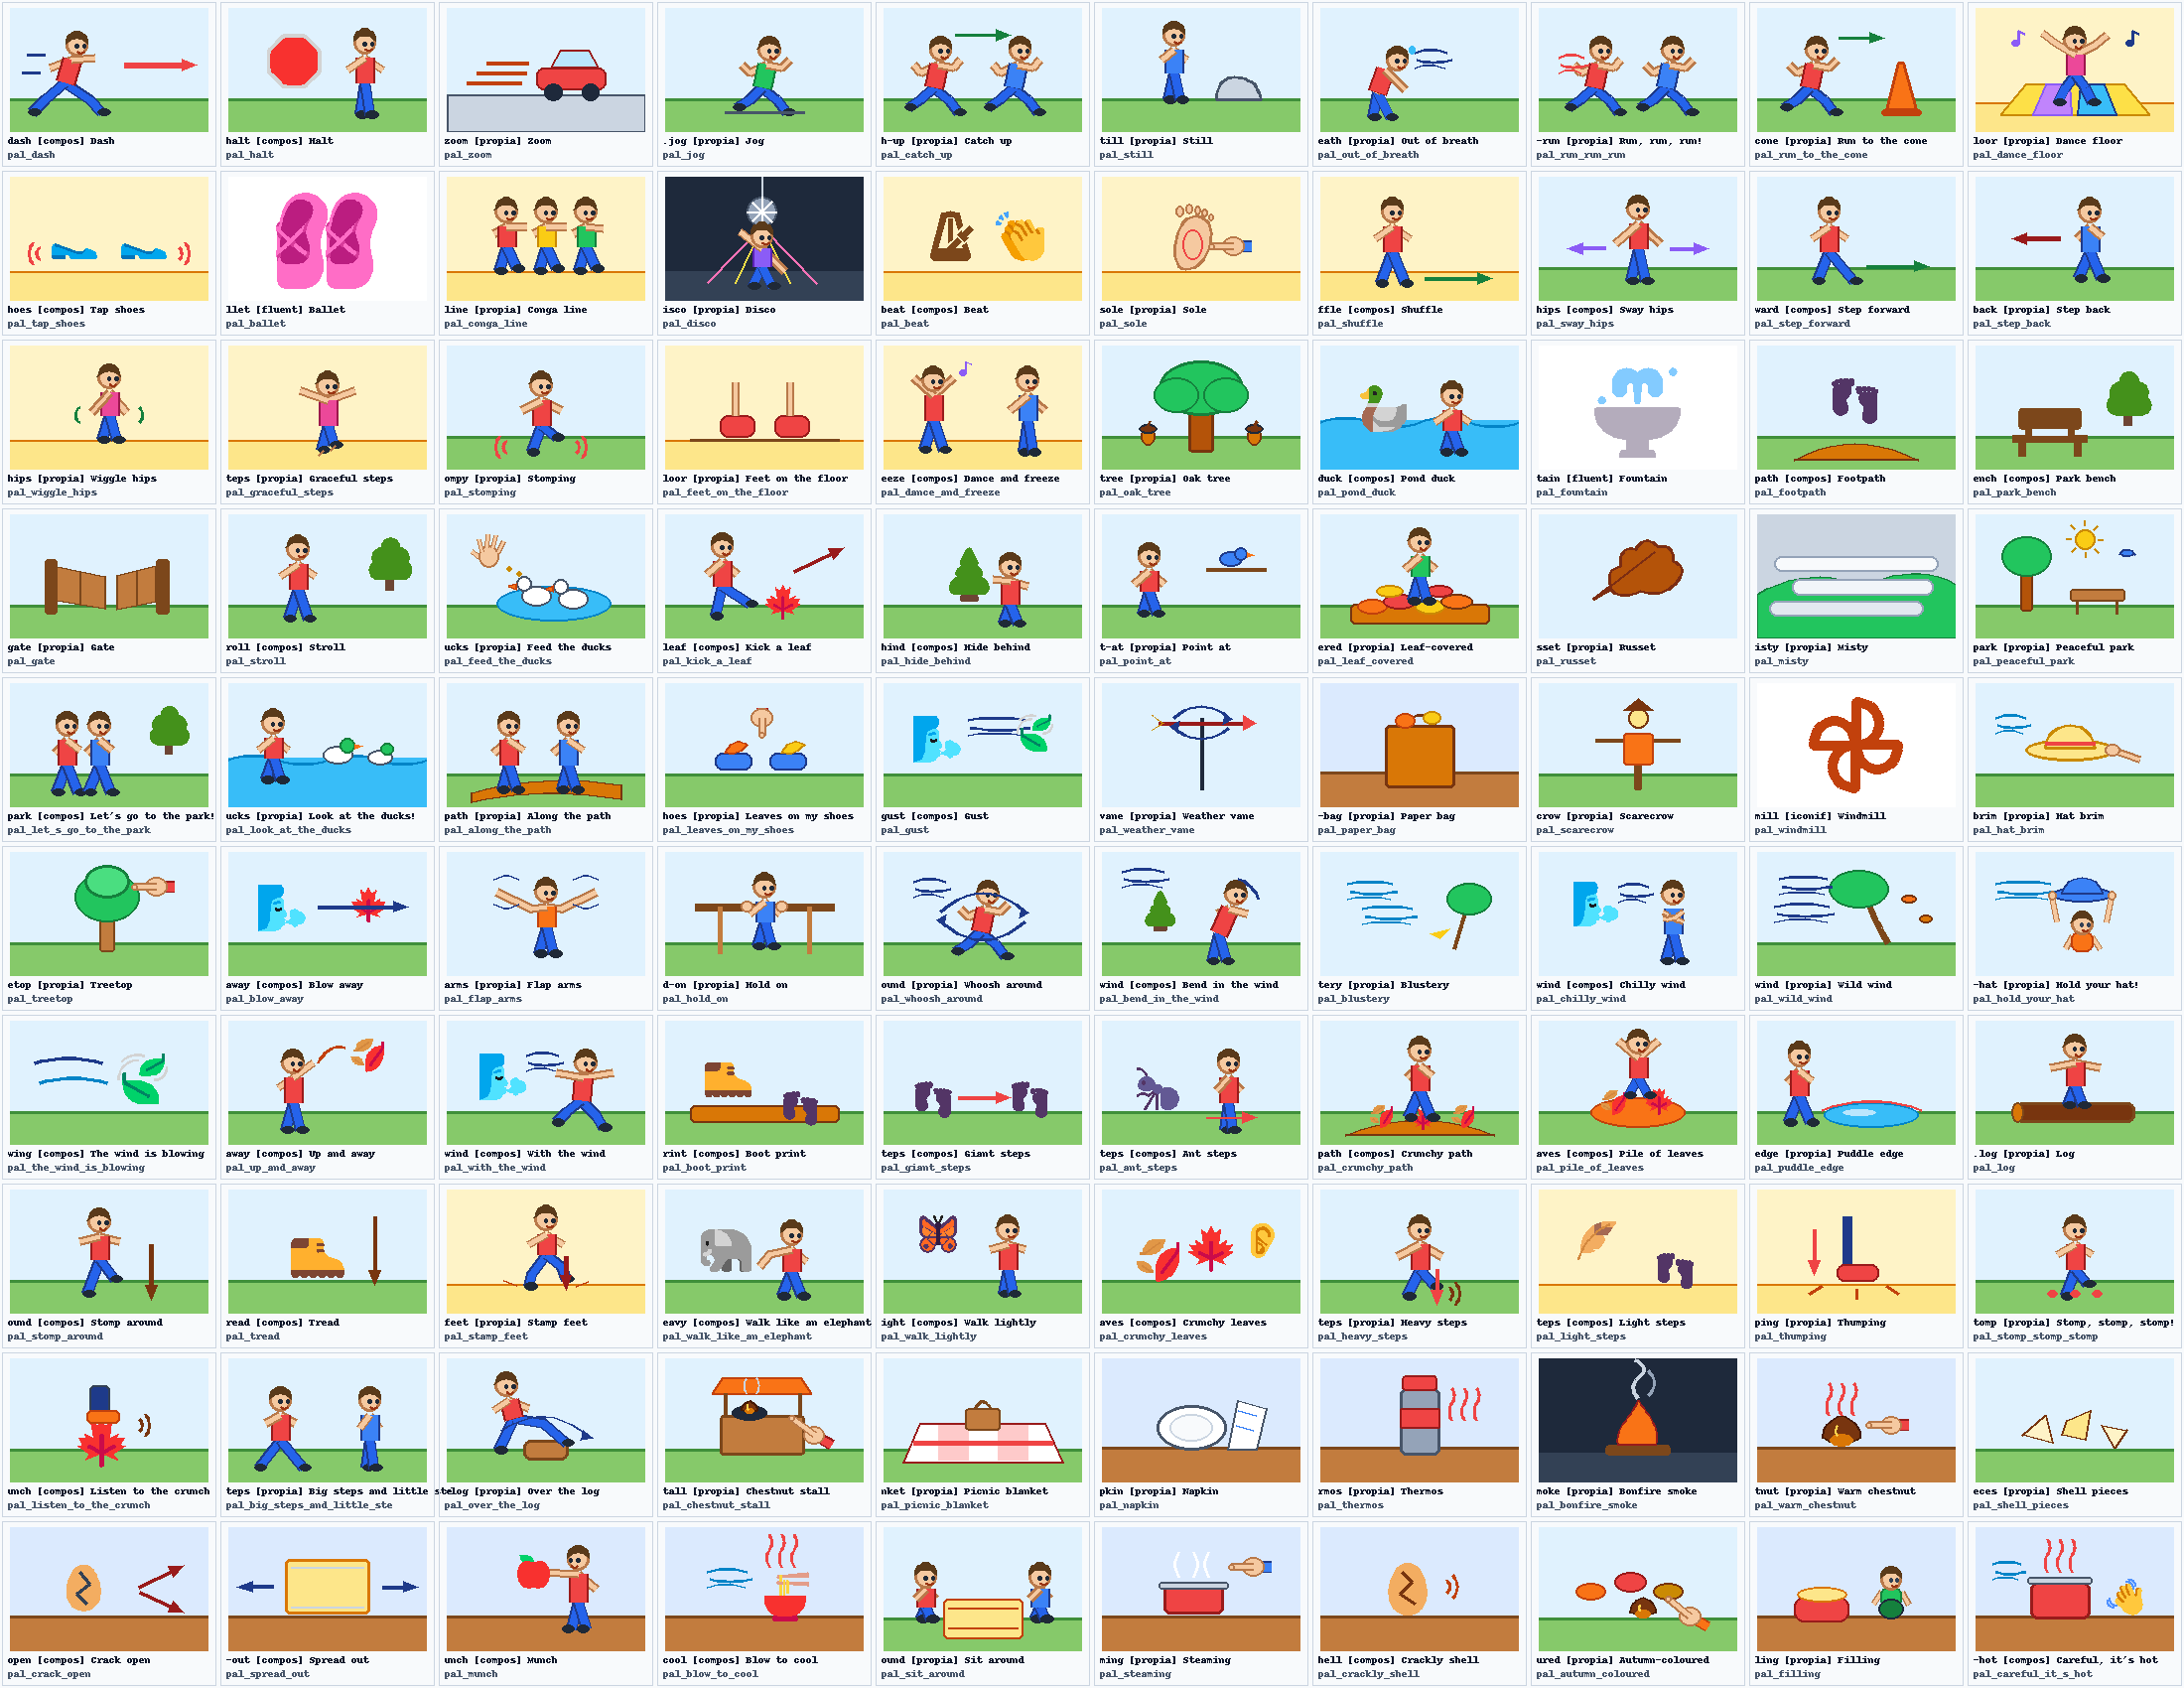 dash [compos] Dash
pal_dash
halt [compos] Halt
pal_halt
zoom [propia] Zoom
pal_zoom
.jog [propia] Jog
pal_jog
h-up [propia] Catch up
pal_catch_up
till [propia] Still
pal_still
eath [propia] Out of breath
pal_out_of_breath
-run [propia] Run, run, run!
pal_run_run_run
cone [propia] Run to the cone
pal_run_to_the_cone
loor [propia] Dance floor
pal_dance_floor
hoes [compos] Tap shoes
pal_tap_shoes
llet [fluent] Ballet
pal_ballet
line [propia] Conga line
pal_conga_line
isco [propia] Disco
pal_disco
beat [compos] Beat
pal_beat
sole [propia] Sole
pal_sole
ffle [compos] Shuffle
pal_shuffle
hips [compos] Sway hips
pal_sway_hips
ward [compos] Step forward
pal_step_forward
back [propia] Step back
pal_step_back
hips [propia] Wiggle hips
pal_wiggle_hips
teps [propia] Graceful steps
pal_graceful_steps
ompy [propia] Stomping
pal_stomping
loor [propia] Feet on the floor
pal_feet_on_the_floor
eeze [compos] Dance and freeze
pal_dance_and_freeze
tree [propia] Oak tree
pal_oak_tree
duck [compos] Pond duck
pal_pond_duck
tain [fluent] Fountain
pal_fountain
path [compos] Footpath
pal_footpath
ench [compos] Park bench
pal_park_bench
gate [propia] Gate
pal_gate
roll [compos] Stroll
pal_stroll
ucks [propia] Feed the ducks
pal_feed_the_ducks
leaf [compos] Kick a leaf
pal_kick_a_leaf
hind [compos] Hide behind
pal_hide_behind
t-at [propia] Point at
pal_point_at
ered [propia] Leaf-covered
pal_leaf_covered
sset [propia] Russet
pal_russet
isty [propia] Misty
pal_misty
park [propia] Peaceful park
pal_peaceful_park
park [compos] Let's go to the park!
pal_let_s_go_to_the_park
ucks [propia] Look at the ducks!
pal_look_at_the_ducks
path [propia] Along the path
pal_along_the_path
hoes [propia] Leaves on my shoes
pal_leaves_on_my_shoes
gust [compos] Gust
pal_gust
vane [propia] Weather vane
pal_weather_vane
-bag [propia] Paper bag
pal_paper_bag
crow [propia] Scarecrow
pal_scarecrow
mill [iconif] Windmill
pal_windmill
brim [propia] Hat brim
pal_hat_brim
etop [propia] Treetop
pal_treetop
away [compos] Blow away
pal_blow_away
arms [propia] Flap arms
pal_flap_arms
d-on [propia] Hold on
pal_hold_on
ound [propia] Whoosh around
pal_whoosh_around
wind [compos] Bend in the wind
pal_bend_in_the_wind
tery [propia] Blustery
pal_blustery
wind [compos] Chilly wind
pal_chilly_wind
wind [propia] Wild wind
pal_wild_wind
-hat [propia] Hold your hat!
pal_hold_your_hat
wing [compos] The wind is blowing
pal_the_wind_is_blowing
away [compos] Up and away
pal_up_and_away
wind [compos] With the wind
pal_with_the_wind
rint [compos] Boot print
pal_boot_print
teps [compos] Giant steps
pal_giant_steps
teps [compos] Ant steps
pal_ant_steps
path [compos] Crunchy path
pal_crunchy_path
aves [compos] Pile of leaves
pal_pile_of_leaves
edge [propia] Puddle edge
pal_puddle_edge
.log [propia] Log
pal_log
ound [compos] Stomp around
pal_stomp_around
read [compos] Tread
pal_tread
feet [propia] Stamp feet
pal_stamp_feet
eavy [compos] Walk like an elephant
pal_walk_like_an_elephant
ight [compos] Walk lightly
pal_walk_lightly
aves [compos] Crunchy leaves
pal_crunchy_leaves
teps [propia] Heavy steps
pal_heavy_steps
teps [compos] Light steps
pal_light_steps
ping [propia] Thumping
pal_thumping
tomp [propia] Stomp, stomp, stomp!
pal_stomp_stomp_stomp
unch [compos] Listen to the crunch
pal_listen_to_the_crunch
teps [propia] Big steps and little
pal_big_steps_and_little_ste
log [propia] Over the log
pal_over_the_log
tall [propia] Chestnut stall
pal_chestnut_stall
nket [propia] Picnic blanket
pal_picnic_blanket
pkin [propia] Napkin
pal_napkin
rmos [propia] Thermos
pal_thermos
moke [propia] Bonfire smoke
pal_bonfire_smoke
tnut [propia] Warm chestnut
pal_warm_chestnut
eces [propia] Shell pieces
pal_shell_pieces
open [compos] Crack open
pal_crack_open
-out [compos] Spread out
pal_spread_out
unch [compos] Munch
pal_munch
cool [compos] Blow to cool
pal_blow_to_cool
ound [propia] Sit around
pal_sit_around
ming [propia] Steaming
pal_steaming
hell [compos] Crackly shell
pal_crackly_shell
ured [propia] Autumn-coloured
pal_autumn_coloured
ling [propia] Filling
pal_filling
-hot [compos] Careful, it's hot
pal_careful_it_s_hot